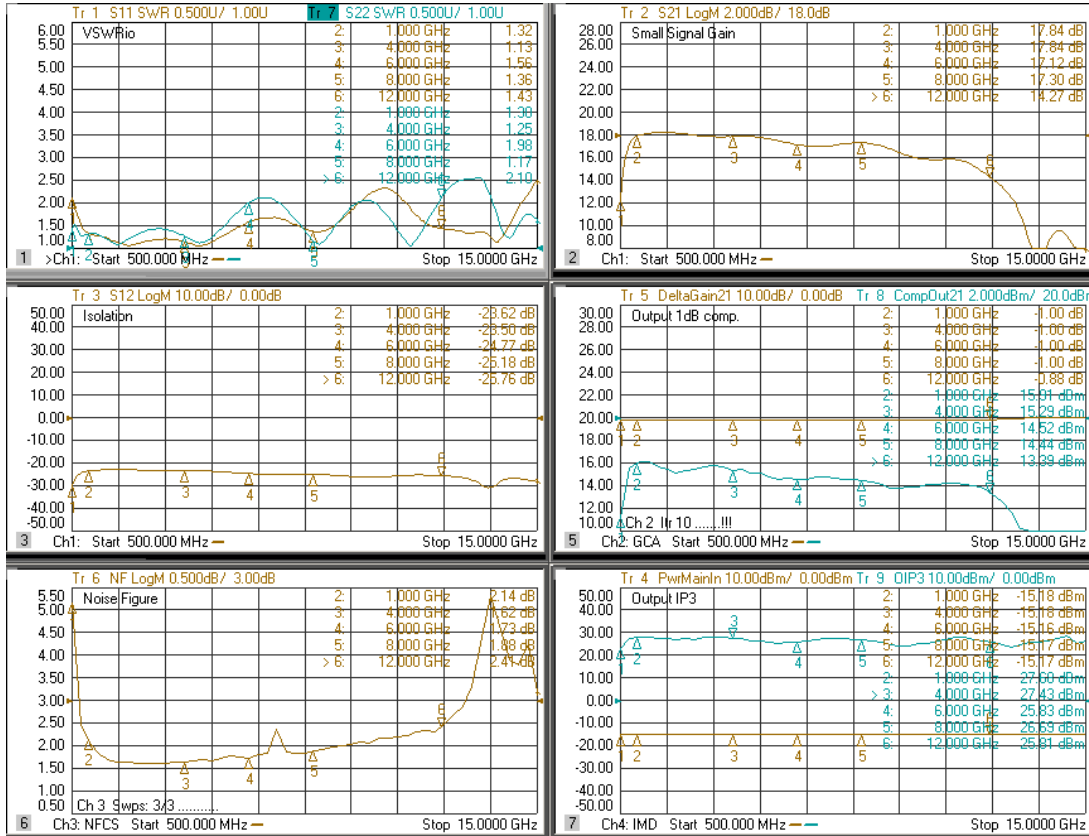 Tr 1 S11 SWR 0.500U/ 1.00U Tr 7 S22 SWR 0.500U/ 1.00U
VSWRio
6.00
5.50
5.00
4.50
4.00
3.50
3.00
2.50
2.00
1.50
1.00
2: 1.000 GHz 1.32
3: 4.000 GHz 1.13
4: 6.000 GHz 1.56
5: 8.000 GHz 1.36
6: 12.000 GHz 1.43
2: 1.000 GHz
3: 4.000 GHz 1.25
4: 6.000 GHz 1.98
5: 8.000 GHz 1.17
> 6: 12.000 GHz 2.10
1 >Ch1: Start 500.000 MHz Stop 15.0000 GHz
Tr 2 S21 LogM 2.000dB/ 18.0dB
Small Signal Gain
28.00
26.00
24.00
22.00
20.00
18.00
16.00
14.00
12.00
10.00
8.00
2: 1.000 GHz 17.84 dB
3: 4.000 GHz 17.84 dB
4: 6.000 GHz 17.12 dB
5: 8.000 GHz 17.30 dB
> 6: 12.000 GHz 14.27 dB
2 Ch1: Start 500.000 MHz Stop 15.0000 GHz
Tr 3 S12 LogM 10.00dB/ 0.00dB
Isolation
50.00
40.00
30.00
20.00
10.00
0.00
-10.00
-20.00
-30.00
-40.00
-50.00
2: 1.000 GHz -23.62 dB
3: 4.000 GHz -23.50 dB
4: 6.000 GHz -24.77 dB
5: 8.000 GHz -25.18 dB
> 6: 12.000 GHz -25.76 dB
3 Ch1: Start 500.000 MHz Stop 15.0000 GHz
Tr 5 DeltaGain21 10.00dB/ 0.00dB Tr 8 CompOut21 2.000dBm/ 20.0dBm
Output 1dB comp.
30.00
28.00
26.00
24.00
22.00
20.00
18.00
16.00
14.00
12.00
10.00
2: 1.000 GHz -1.00 dB
3: 4.000 GHz -1.00 dB
4: 6.000 GHz -1.00 dB
5: 8.000 GHz -1.00 dB
6: 12.000 GHz -0.88 dB
2: 1.000 GHz 15.91 dBm
3: 4.000 GHz 15.29 dBm
4: 6.000 GHz 14.52 dBm
5: 8.000 GHz 14.44 dBm
> 6: 12.000 GHz 13.39 dBm
Ch 2 Itr 10 ......!!!
5 Ch2: GCA Start 500.000 MHz Stop 15.0000 GHz
Tr 6 NF LogM 0.500dB/ 3.00dB
Noise Figure
5.50
5.00
4.50
4.00
3.50
3.00
2.50
2.00
1.50
1.00
0.50
2: 1.000 GHz 2.14 dB
3: 4.000 GHz 1.62 dB
4: 6.000 GHz 1.73 dB
5: 8.000 GHz 1.88 dB
> 6: 12.000 GHz 2.41 dB
Ch 3 Swps: 3/3 ..........
6 Ch3: NFCS Start 500.000 MHz Stop 15.0000 GHz
Tr 4 PwrMainIn 10.00dBm/ 0.00dBm Tr 9 OIP3 10.00dBm/ 0.00dBm
Output IP3
50.00
40.00
30.00
20.00
10.00
0.00
-10.00
-20.00
-30.00
-40.00
-50.00
2: 1.000 GHz -15.18 dBm
3: 4.000 GHz -15.18 dBm
4: 6.000 GHz -15.16 dBm
5: 8.000 GHz -15.17 dBm
6: 12.000 GHz -15.17 dBm
2: 1.000 GHz 27.60 dBm
> 3: 4.000 GHz 27.43 dBm
4: 6.000 GHz 25.83 dBm
5: 8.000 GHz 26.69 dBm
6: 12.000 GHz 25.81 dBm
7 Ch4: IMD Start 500.000 MHz Stop 15.0000 GHz